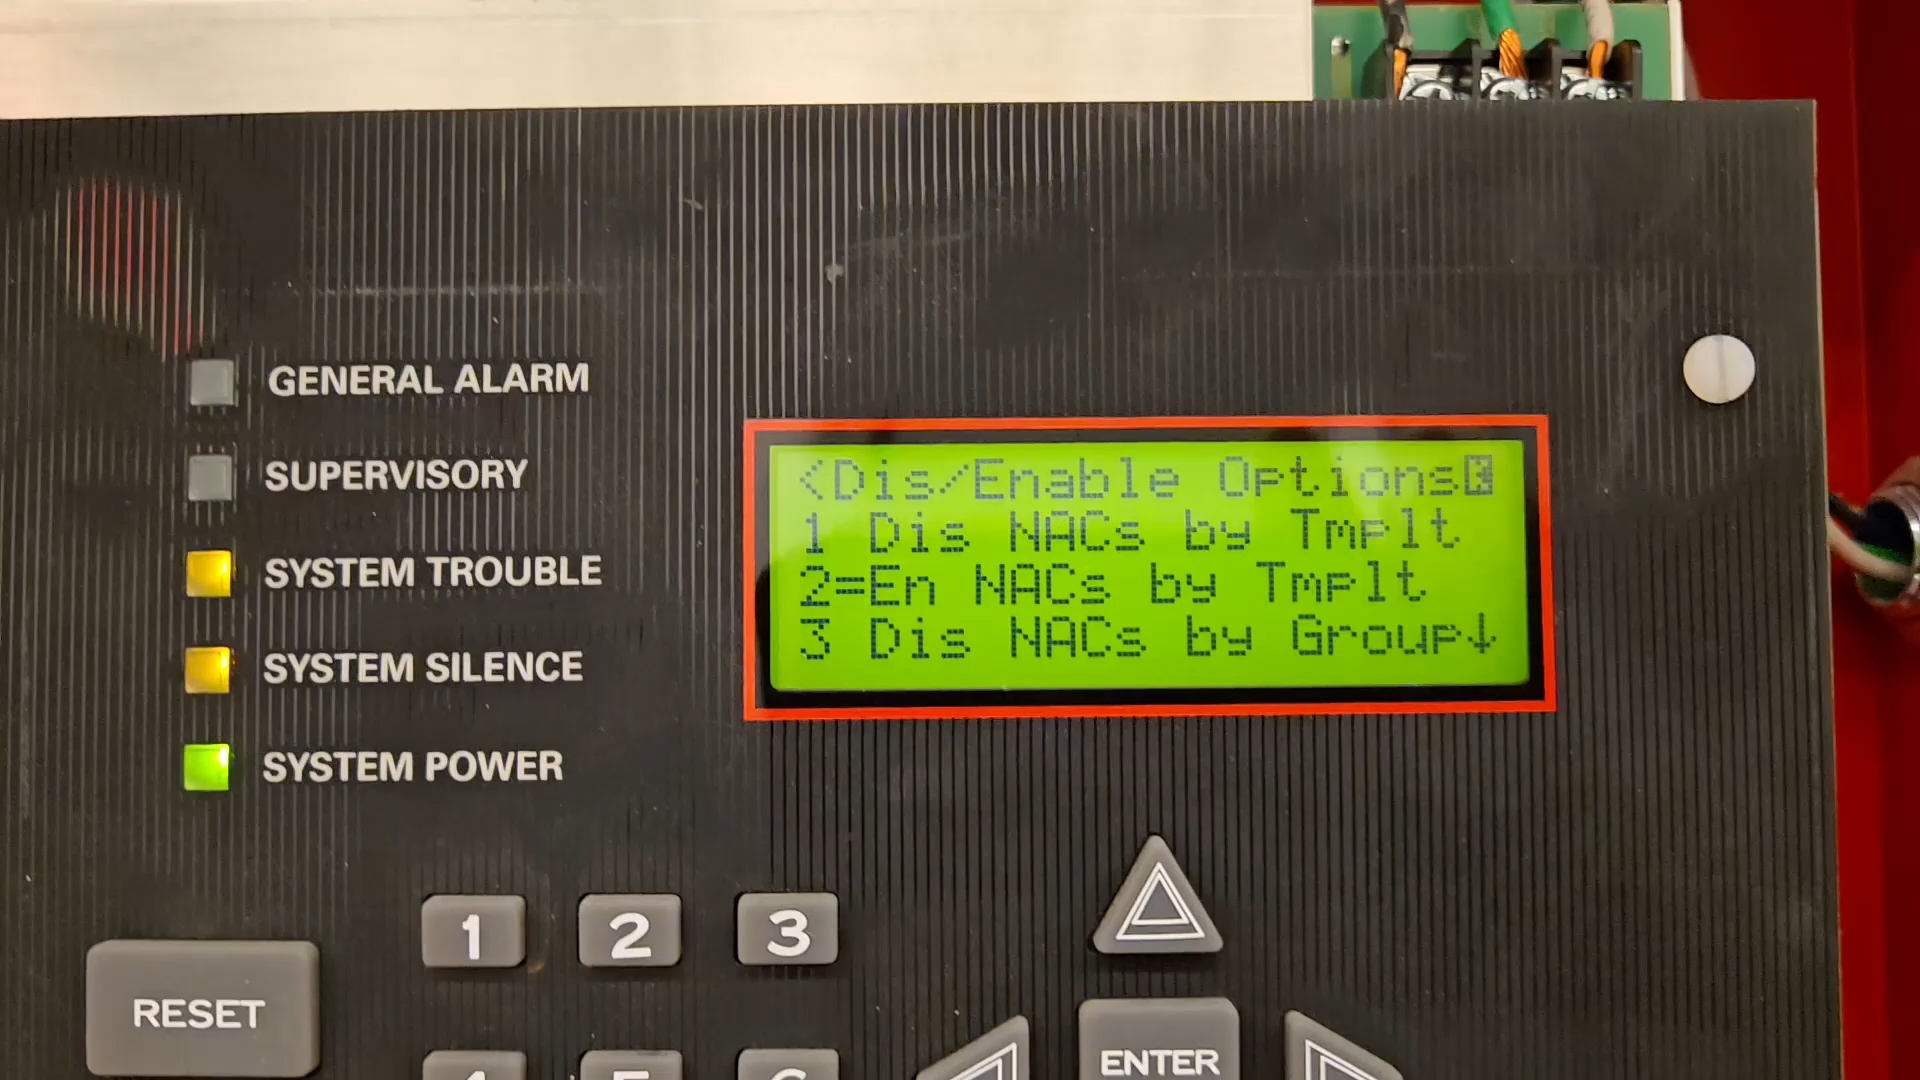 GENERAL ALARM
SUPERVISORY
SYSTEM TROUBLE
SYSTEM SILENCE
SYSTEM POWER
<Dis/Enable Options
1 Dis NACs by Tmplt
2=En NACs by Tmplt
3 Dis NACs by Group↓
1 2 3
RESET
ENTER